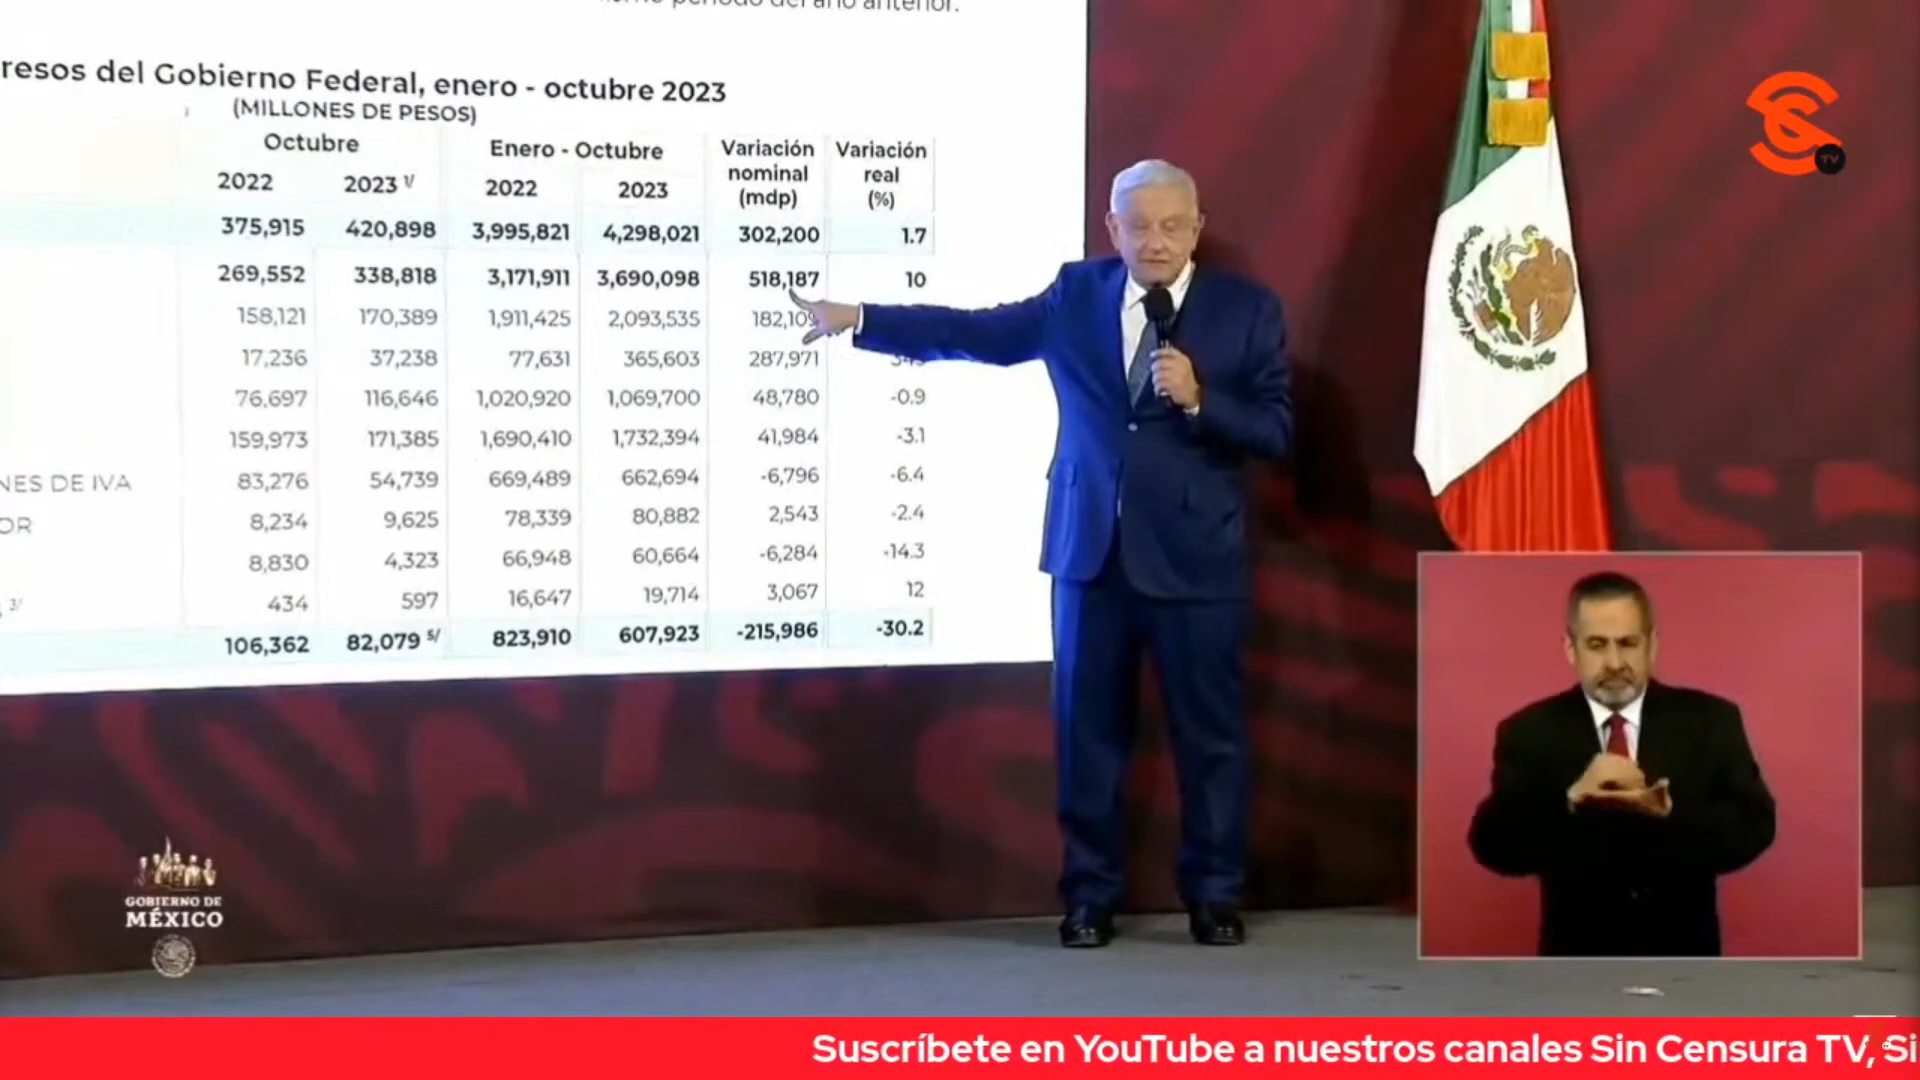 periodo del año anterior.
resos del Gobierno Federal, enero - octubre 2023
(MILLONES DE PESOS)
Octubre Enero - Octubre Variación nominal (mdp) Variación real (%)
2022 2023 1/ 2022 2023
375,915 420,898 3,995,821 4,298,021 302,200 1.7
269,552 338,818 3,171,911 3,690,098 518,187 10
158,121 170,389 1,911,425 2,093,535 182,109
17,236 37,238 77,631 365,603 287,971
76,697 116,646 1,020,920 1,069,700 48,780 -0.9
159,973 171,385 1,690,410 1,732,394 41,984 -3.1
NES DE IVA 83,276 54,739 669,489 662,694 -6,796 -6.4
OR 8,234 9,625 78,339 80,882 2,543 -2.4
8,830 4,323 66,948 60,664 -6,284 -14.3
3/ 434 597 16,647 19,714 3,067 12
106,362 82,079 5/ 823,910 607,923 -215,986 -30.2
TV
GOBIERNO DE
MÉXICO
Suscríbete en YouTube a nuestros canales Sin Censura TV, Si